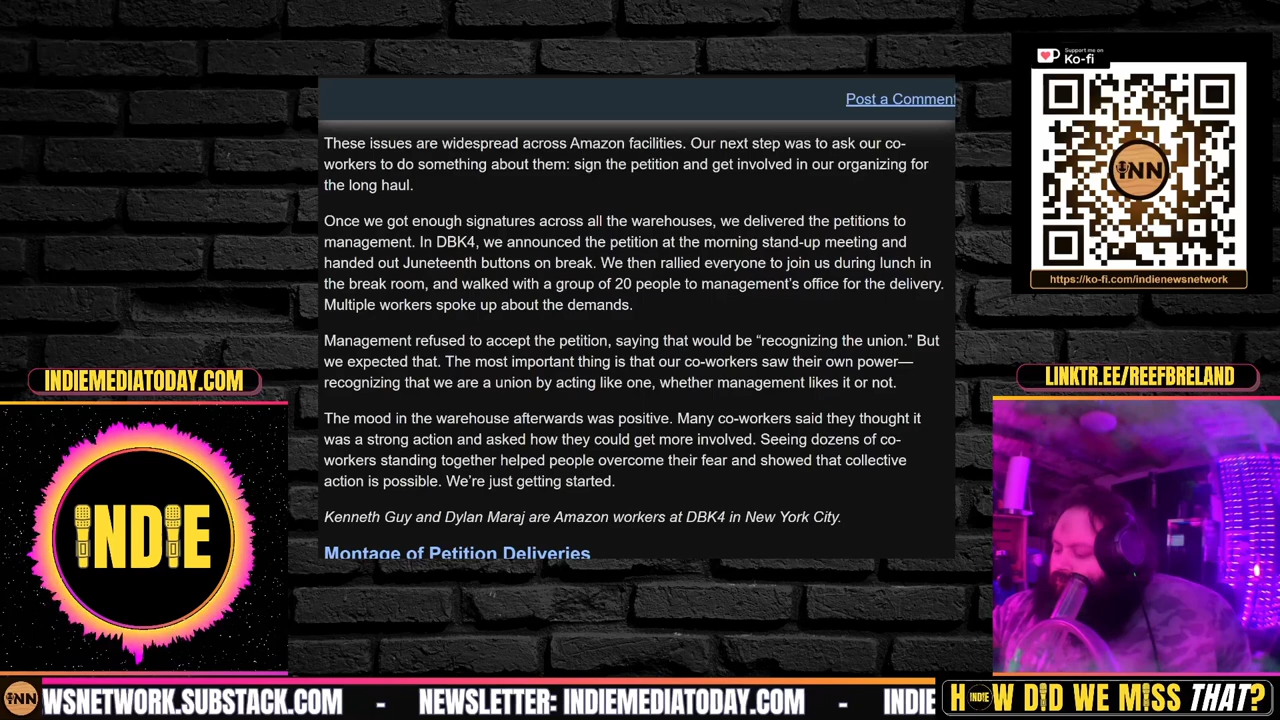 Support me on
Ko-fi
iNN
https://ko-fi.com/indienewsnetwork
Post a Comment
These issues are widespread across Amazon facilities. Our next step was to ask our co-
workers to do something about them: sign the petition and get involved in our organizing for
the long haul.
Once we got enough signatures across all the warehouses, we delivered the petitions to
management. In DBK4, we announced the petition at the morning stand-up meeting and
handed out Juneteenth buttons on break. We then rallied everyone to join us during lunch in
the break room, and moved with a group of 20 people to management’s office for the delivery.
Multiple workers spoke up about the demands.
Management refused to accept the petition, saying that would be “recognizing the union.” But
we expected that. The most important thing is that our co-workers saw their own power—
recognizing that we are a union by acting like one, whether management likes it or not.
The mood in the warehouse afterwards was positive. Many co-workers said they thought it
was a strong action and asked how they could get more involved. Seeing dozens of co-
workers standing together helped people overcome their fear and showed that collective
action is possible. We’re just getting started.
Kenneth Guy and Dylan Maraj are Amazon workers at DBK4 in New York City.
Montage of Petition Deliveries
INDIEMEDIATODAY.COM
INDIE
LINKTR.EE/REEFBRELAND
iNN
WSNETWORK.SUBSTACK.COM - NEWSLETTER: INDIEMEDIATODAY.COM - INDIE
HOW DID WE MISS THAT?